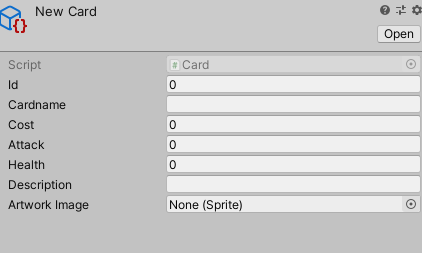 New Card
Open
Script # Card
Id 0
Cardname
Cost 0
Attack 0
Health 0
Description
Artwork Image None (Sprite)